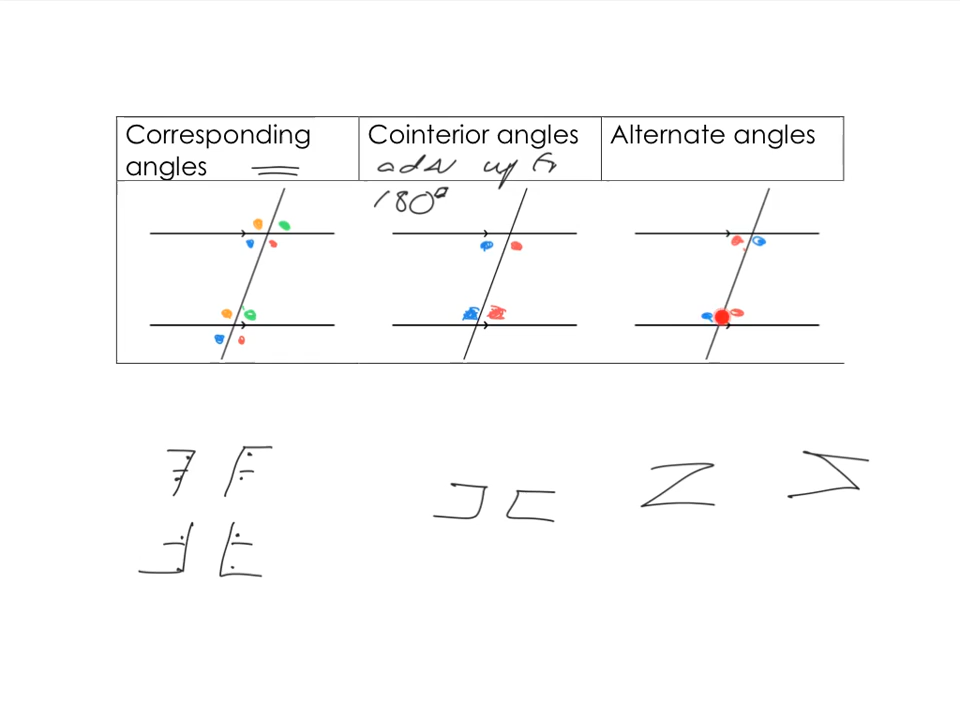 Corresponding angles
Cointerior angles
Alternate angles
adds up to
180°